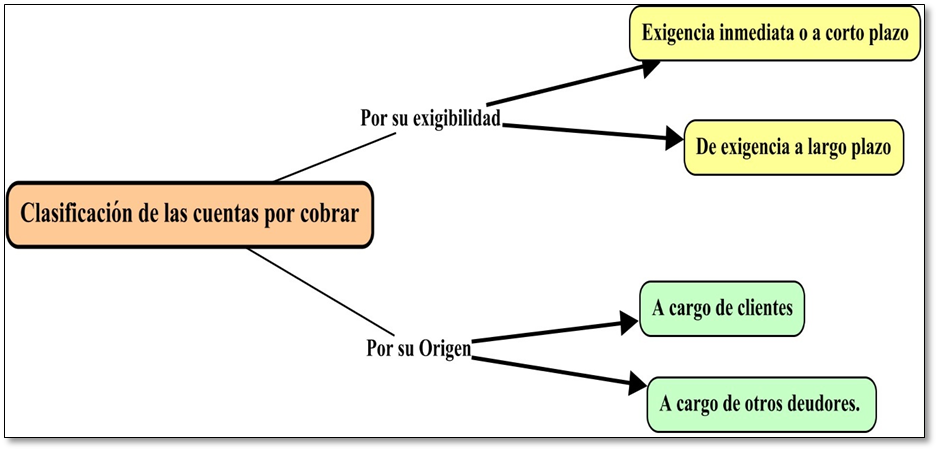 Clasificación de las cuentas por cobrar
Por su exigibilidad
Exigencia inmediata o a corto plazo
De exigencia a largo plazo
Por su Origen
A cargo de clientes
A cargo de otros deudores.